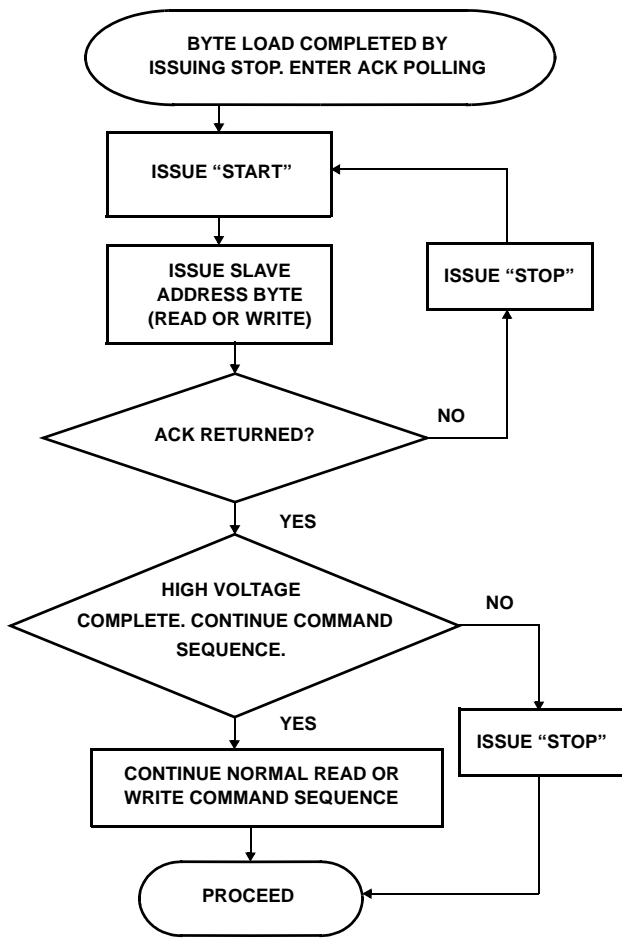 BYTE LOAD COMPLETED BY
ISSUING STOP. ENTER ACK POLLING
ISSUE “START”
ISSUE SLAVE
ADDRESS BYTE
(READ OR WRITE)
ISSUE “STOP”
ACK RETURNED?
NO
YES
HIGH VOLTAGE
COMPLETE. CONTINUE COMMAND
SEQUENCE.
NO
YES
ISSUE “STOP”
CONTINUE NORMAL READ OR
WRITE COMMAND SEQUENCE
PROCEED